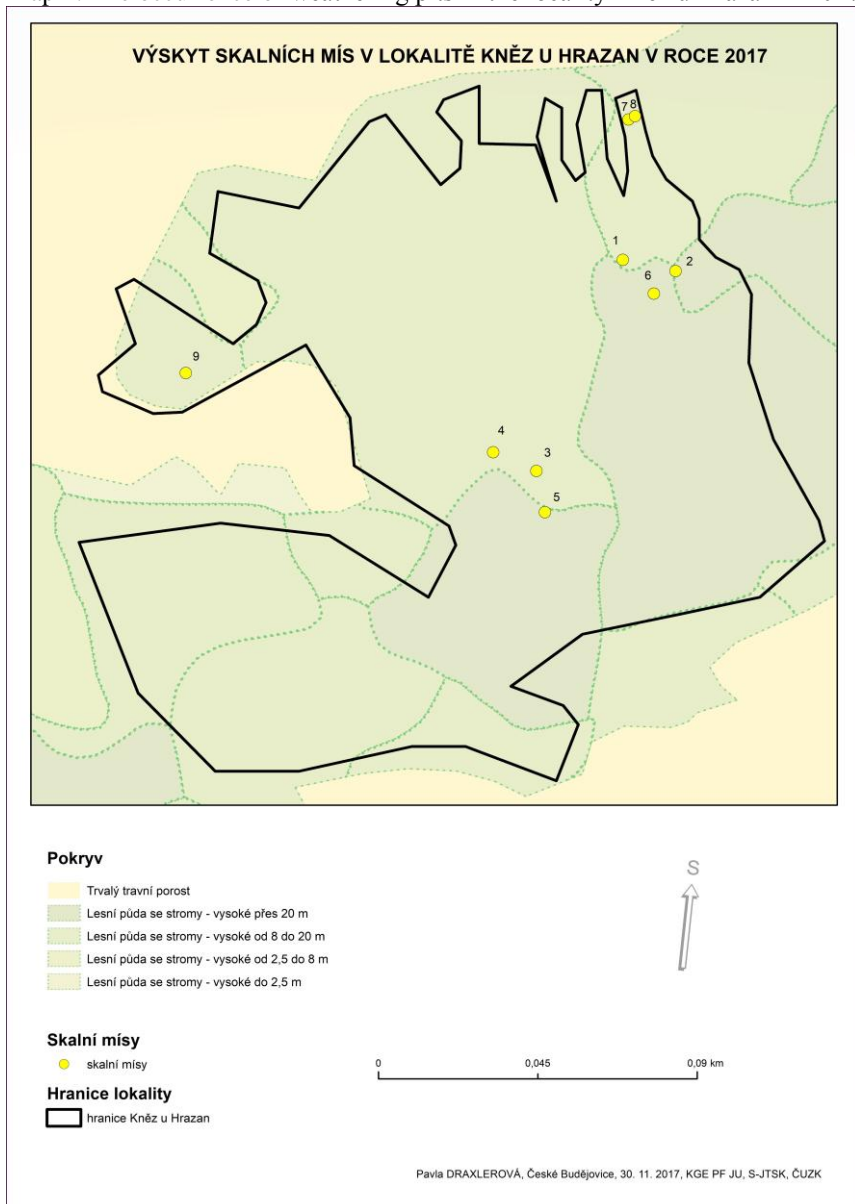 VÝSKYT SKALNÍCH MÍS V LOKALITĚ KNĚZ U HRAZAN V ROCE 2017
7 8
1
2
6
9
4
3
5
Pokryv
Trvalý travní porost
Lesní půda se stromy - vysoké přes 20 m
Lesní půda se stromy - vysoké od 8 do 20 m
Lesní půda se stromy - vysoké od 2,5 do 8 m
Lesní půda se stromy - vysoké do 2,5 m
S
Skalní mísy
skalní mísy
0 0,045 0,09 km
Hranice lokality
hranice Kněz u Hrazan
Pavla DRAXLEROVÁ, České Budějovice, 30. 11. 2017, KGE PF JU, S-JTSK, ČUZK